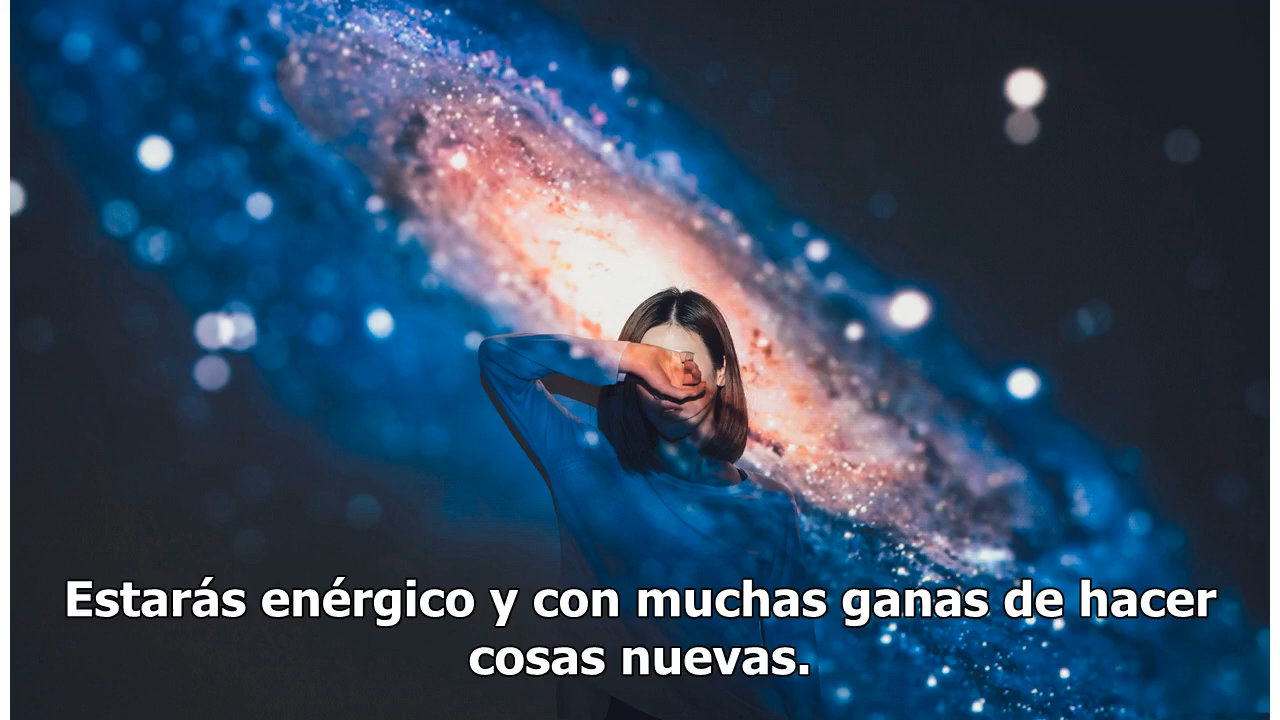 Estarás enérgico y con muchas ganas de hacer
cosas nuevas.